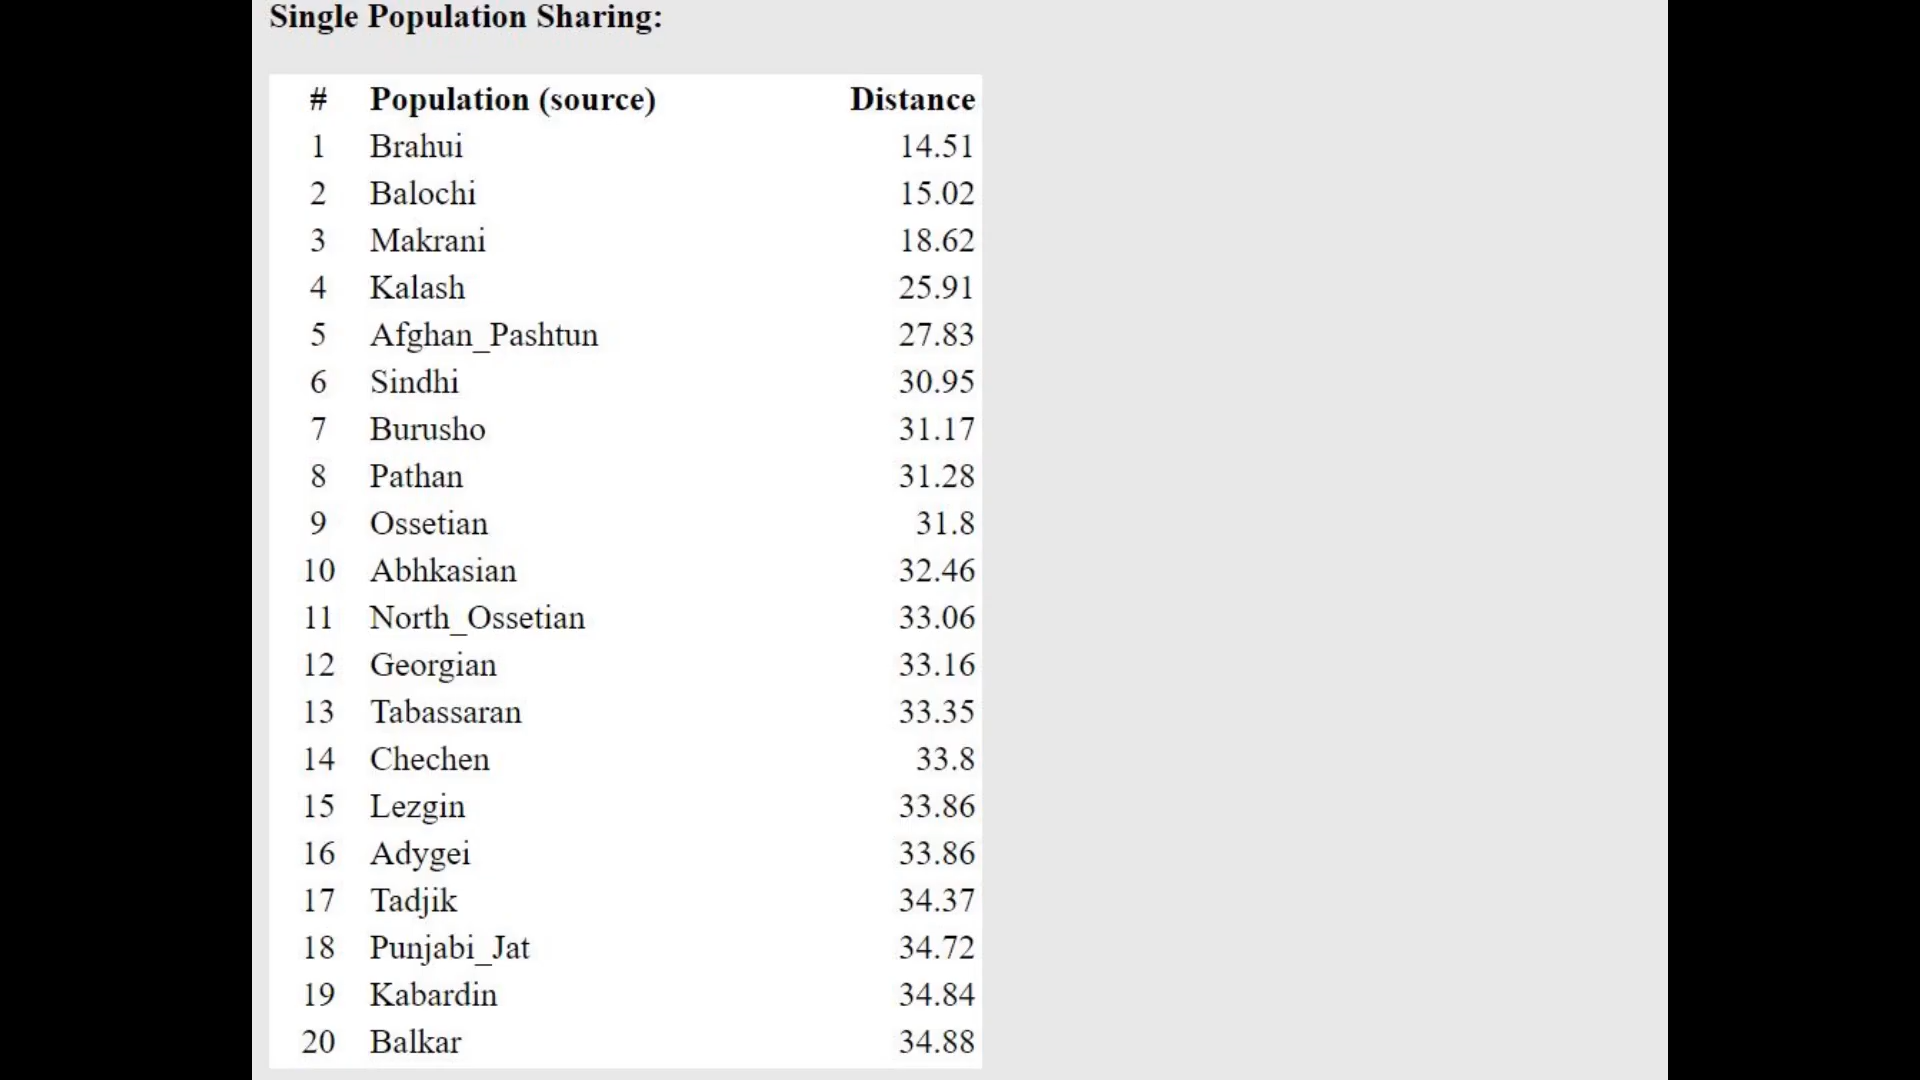 Single Population Sharing:
# Population (source) Distance
1 Brahui 14.51
2 Balochi 15.02
3 Makrani 18.62
4 Kalash 25.91
5 Afghan_Pashtun 27.83
6 Sindhi 30.95
7 Burusho 31.17
8 Pathan 31.28
9 Ossetian 31.8
10 Abhkasian 32.46
11 North_Ossetian 33.06
12 Georgian 33.16
13 Tabassaran 33.35
14 Chechen 33.8
15 Lezgin 33.86
16 Adygei 33.86
17 Tadjik 34.37
18 Punjabi_Jat 34.72
19 Kabardin 34.84
20 Balkar 34.88